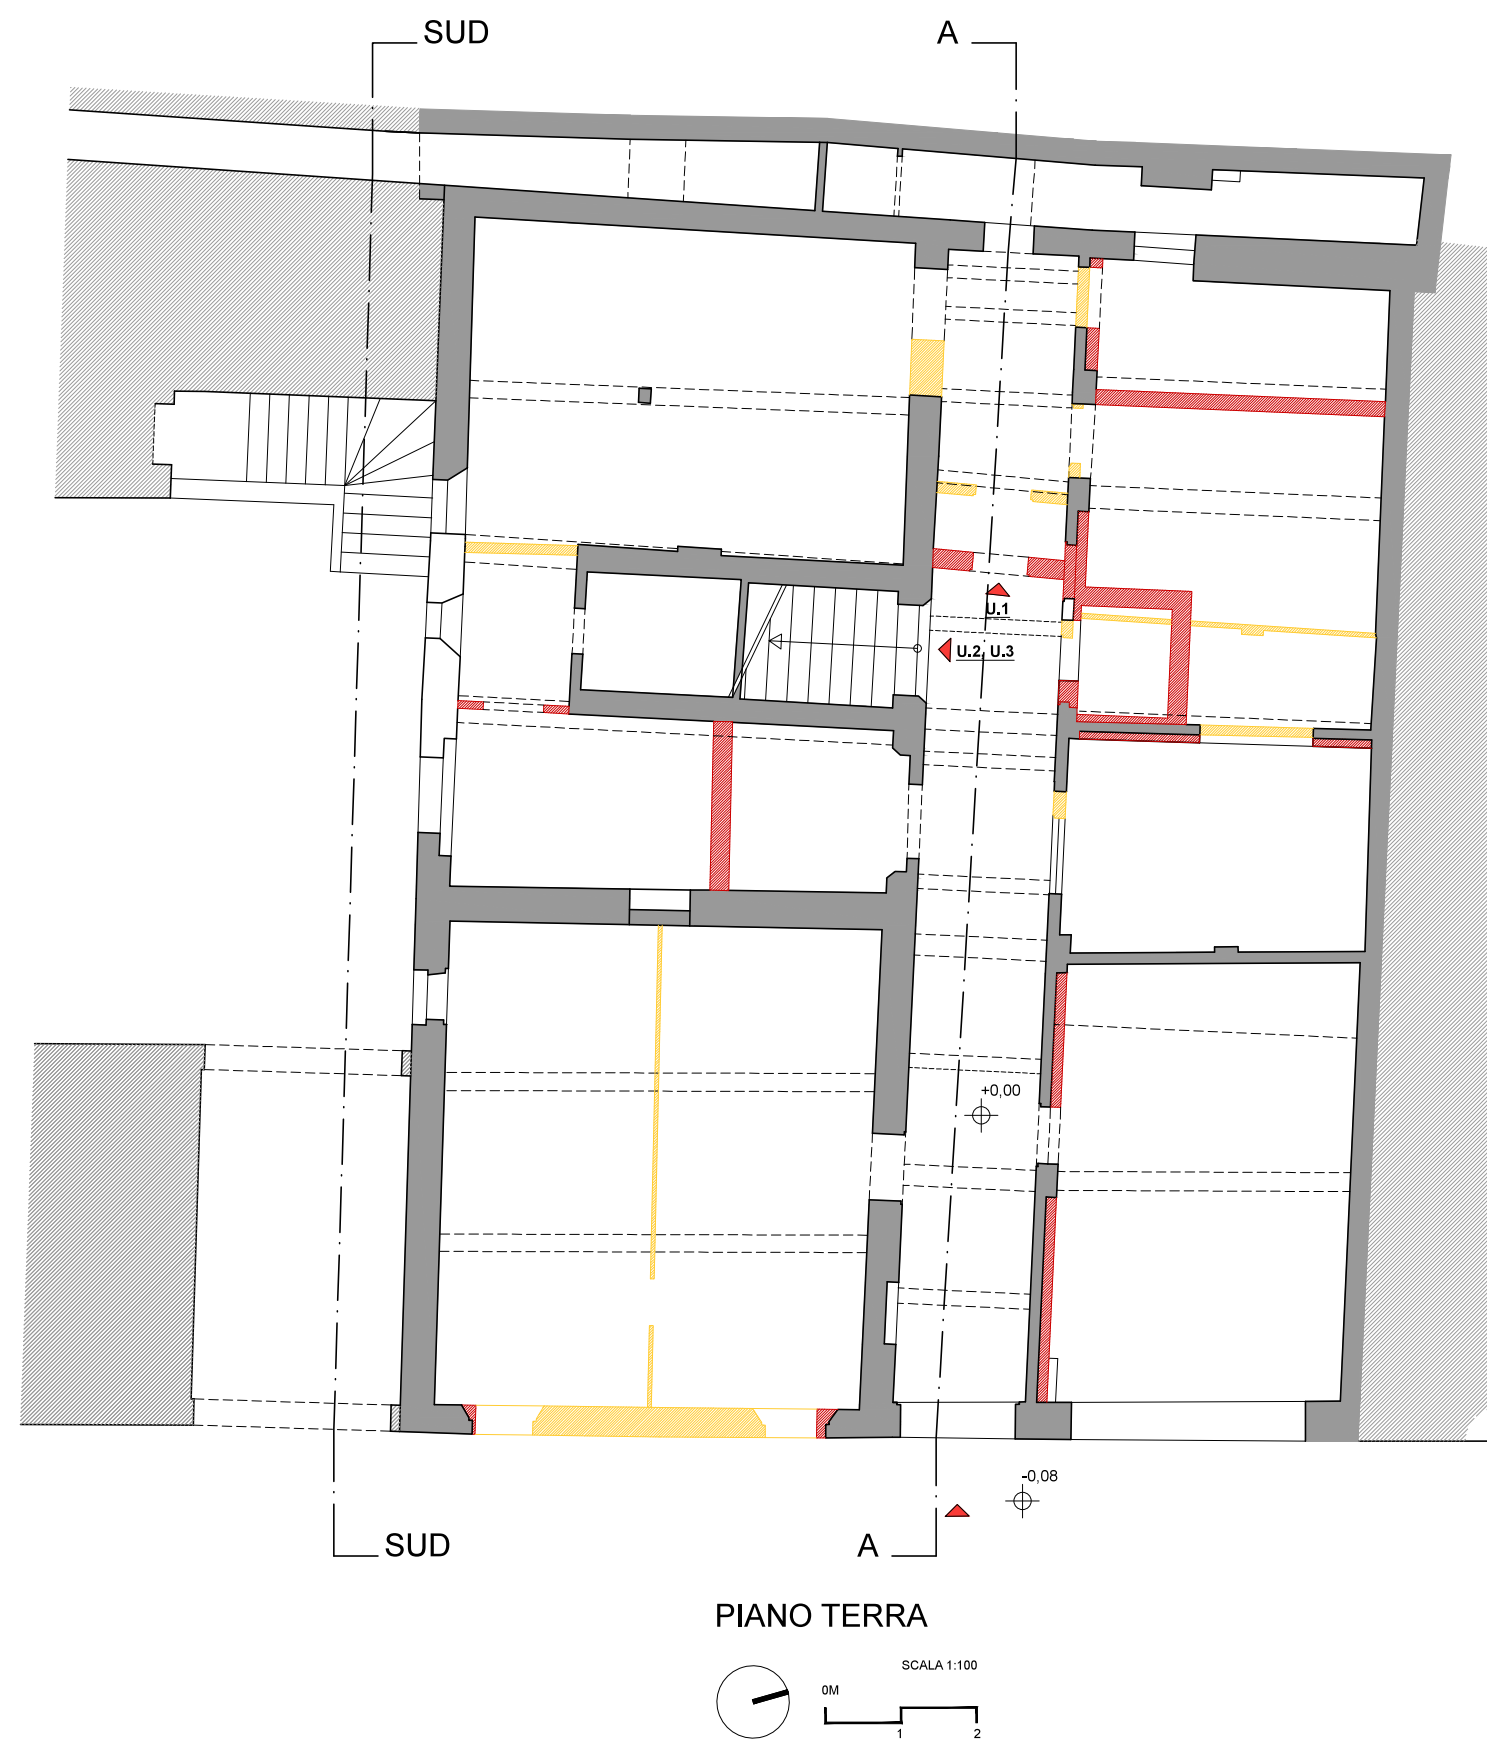 SUD
A
U.1
U.2, U.3
+0,00
-0,08
SUD
A
PIANO TERRA
SCALA 1:100
0M
1
2